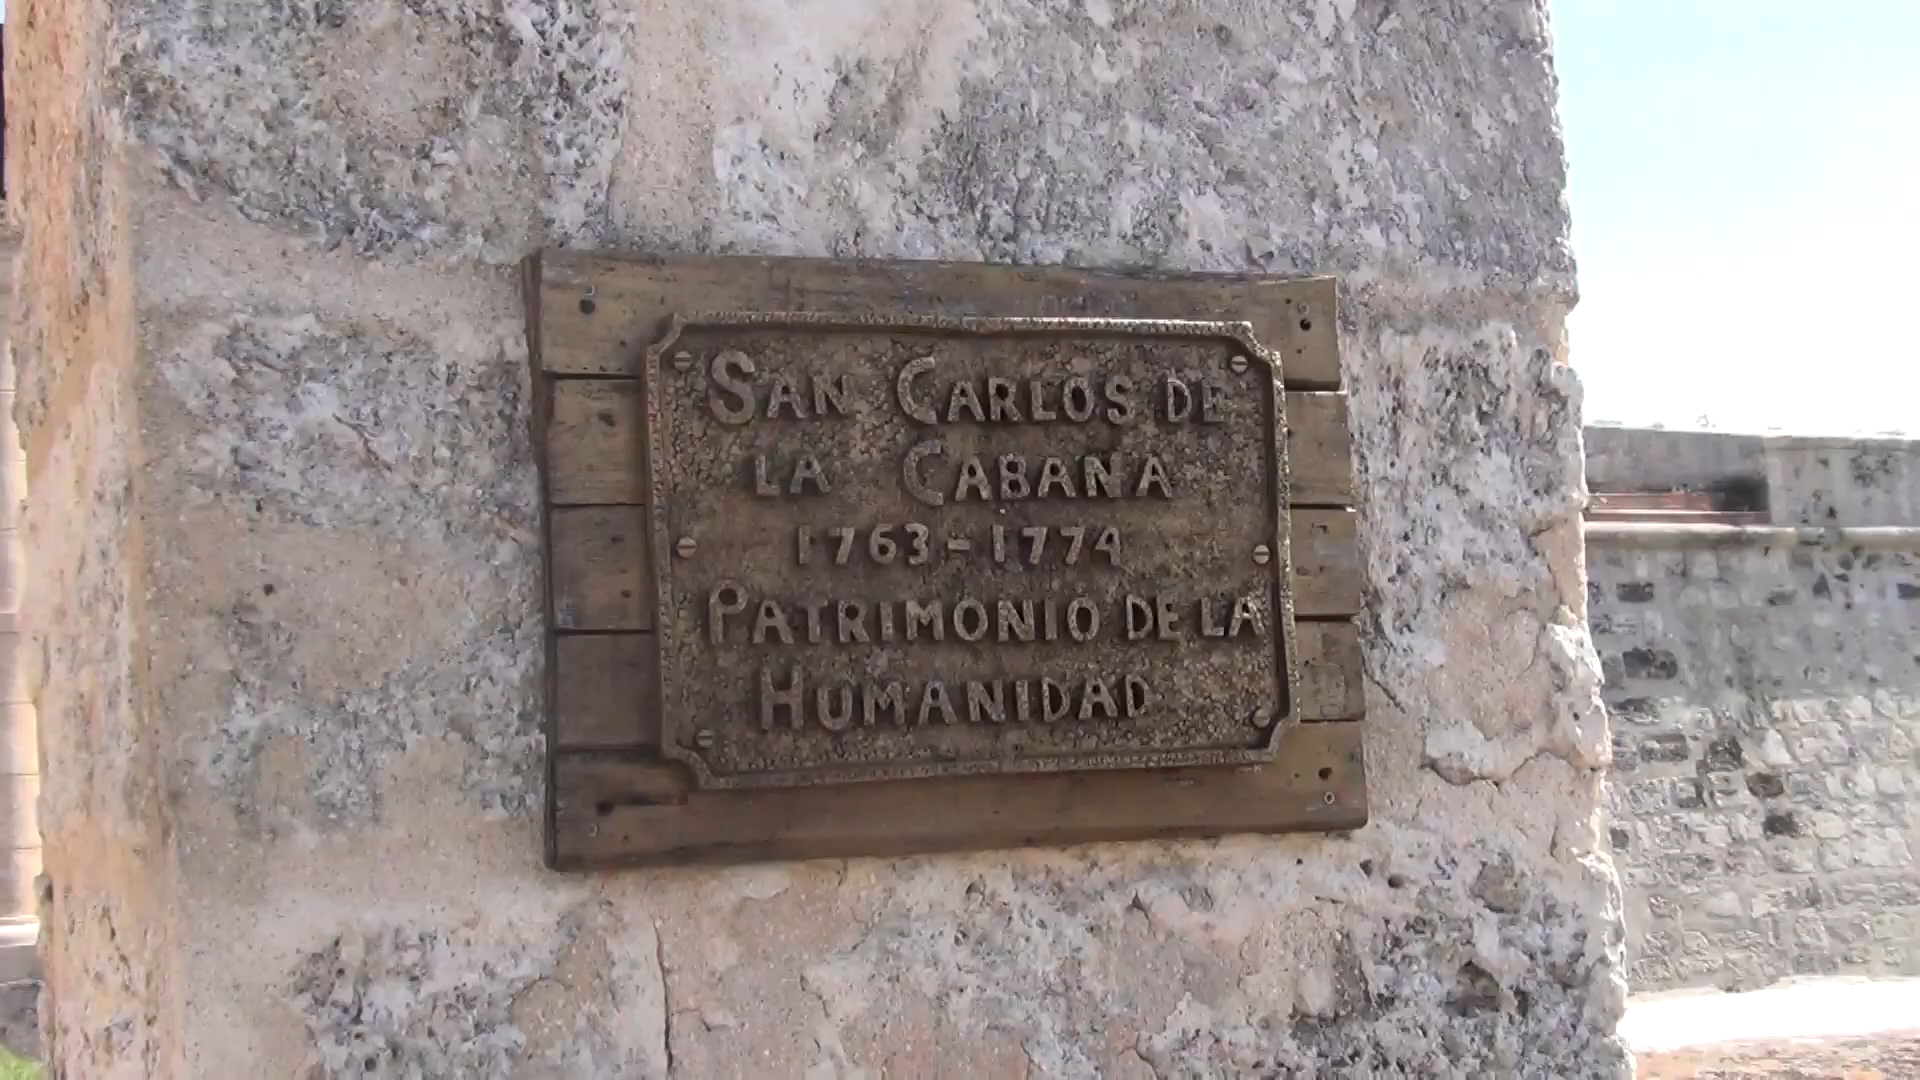 SAN CARLOS DE
LA CABANA
1763-1774
PATRIMONIO DE LA
HUMANIDAD